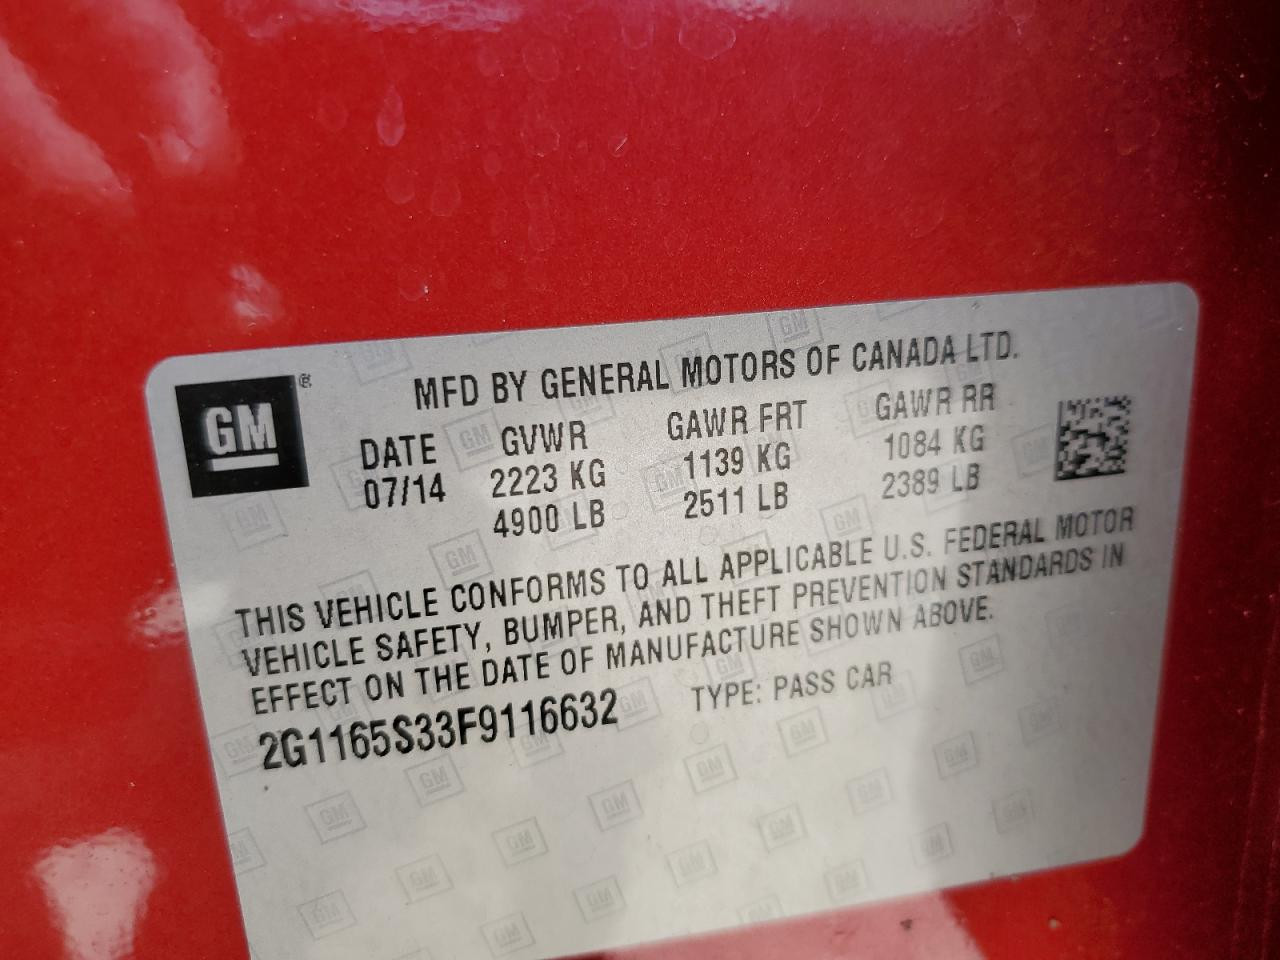 GM ®
MFD BY GENERAL MOTORS OF CANADA LTD.
DATE GVWR GAWR FRT GAWR RR
07/14 2223 KG 1139 KG 1084 KG
4900 LB 2511 LB 2389 LB
THIS VEHICLE CONFORMS TO ALL APPLICABLE U.S. FEDERAL MOTOR
VEHICLE SAFETY, BUMPER, AND THEFT PREVENTION STANDARDS IN
EFFECT ON THE DATE OF MANUFACTURE SHOWN ABOVE.
2G1165S33F9116632 TYPE: PASS CAR